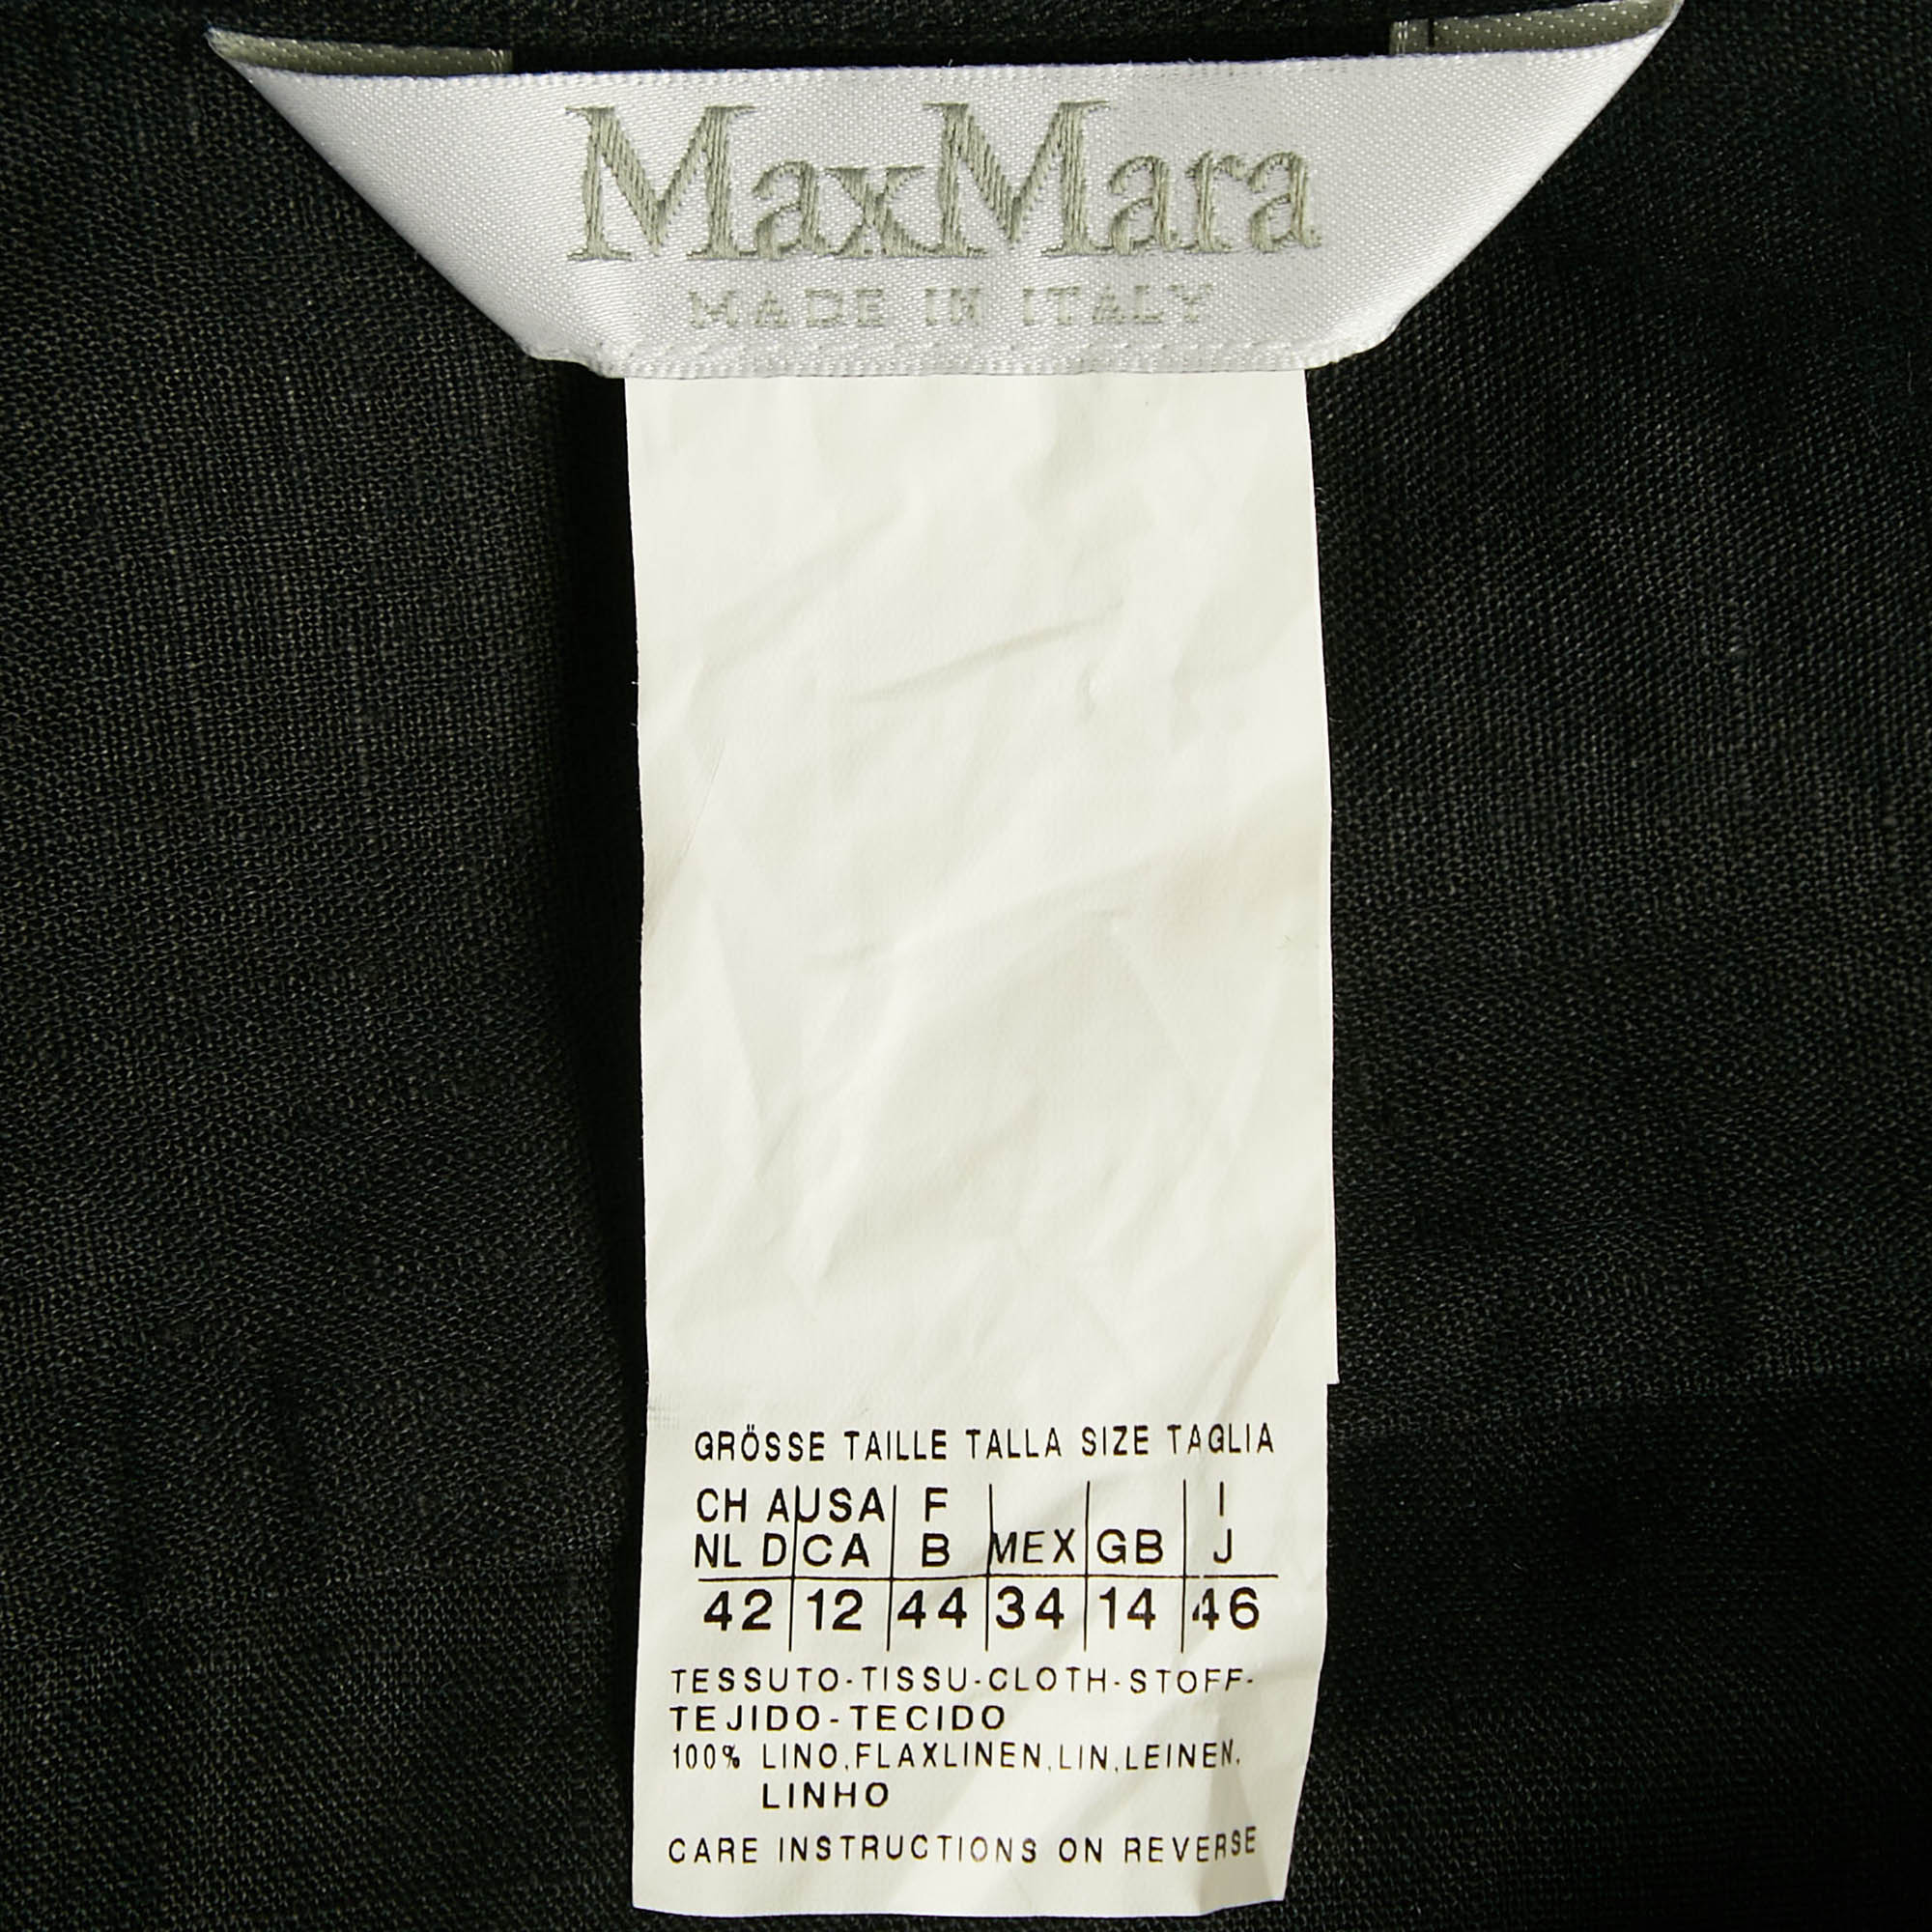 MaxMara
MADE IN ITALY
GRÖSSE TAILLE TALLA SIZE TAGLIA
CH A USA F I
NL D CA B MEX GB J
42 12 44 34 14 46
TESSUTO-TISSU-CLOTH-STOFF-
TEJIDO-TECIDO
100% LINO,FLAXLINEN,LIN,LEINEN,
LINHO
CARE INSTRUCTIONS ON REVERSE